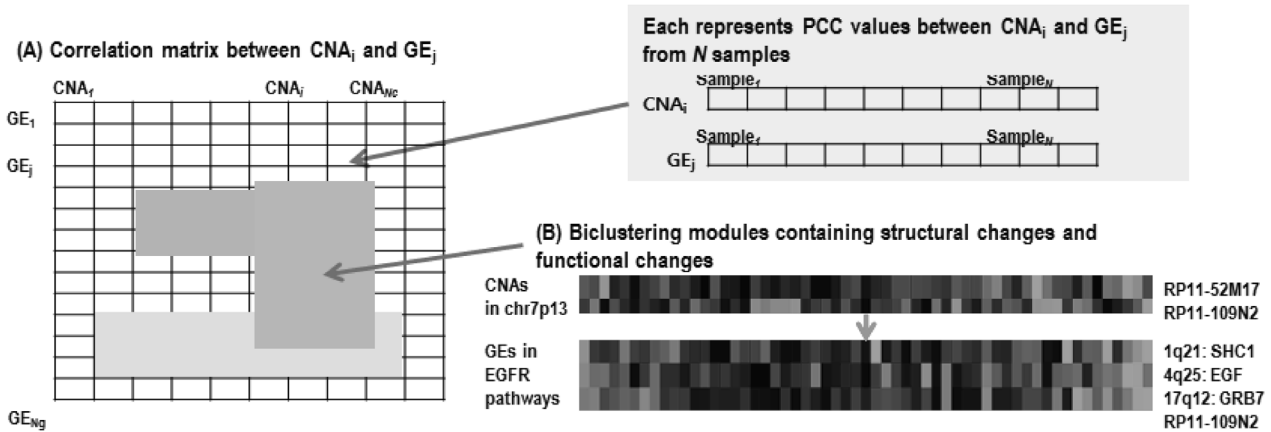 (A) Correlation matrix between CNAi and GEj
CNA1 CNAi CNANc
GE1
GEj
GENg
Each represents PCC values between CNAi and GEj
from N samples
Sample1 SampleN
CNAi
Sample1 SampleN
GEj
(B) Biclustering modules containing structural changes and
functional changes
CNAs
in chr7p13
RP11-52M17
RP11-109N2
GEs in
EGFR
pathways
1q21: SHC1
4q25: EGF
17q12: GRB7
RP11-109N2